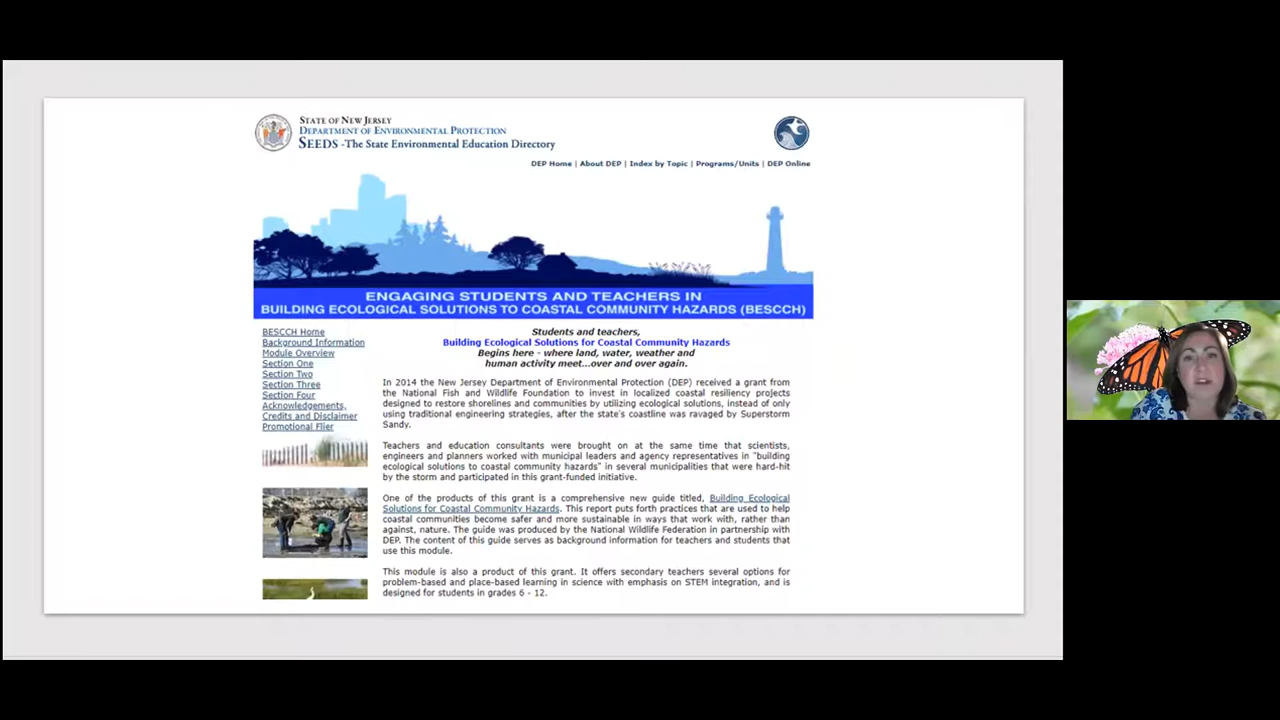 STATE OF NEW JERSEY
DEPARTMENT OF ENVIRONMENTAL PROTECTION
SEEDS -The State Environmental Education Directory
DEP Home | About DEP | Index by Topic | Programs/Units | DEP Online
ENGAGING STUDENTS AND TEACHERS IN
BUILDING ECOLOGICAL SOLUTIONS TO COASTAL COMMUNITY HAZARDS (BESCCH)
BESCCH Home
Background Information
Module Overview
Section One
Section Two
Section Three
Section Four
Acknowledgements,
Credits and Disclaimer
Promotional Flier
Students and teachers,
Building Ecological Solutions for Coastal Community Hazards
Begins here - where land, water, weather and
human activity meet...over and over again.
In 2014 the New Jersey Department of Environmental Protection (DEP) received a grant from
the National Fish and Wildlife Foundation to invest in localized coastal resiliency projects
designed to restore shorelines and communities by utilizing ecological solutions, instead of only
using traditional engineering strategies, after the state's coastline was ravaged by Superstorm
Sandy.
Teachers and education consultants were brought on at the same time that scientists,
engineers and planners worked with municipal leaders and agency representatives in "building
ecological solutions to coastal community hazards" in several municipalities that were hard-hit
by the storm and participated in this grant-funded initiative.
One of the products of this grant is a comprehensive new guide titled, Building Ecological
Solutions for Coastal Community Hazards. This report puts forth practices that are used to help
coastal communities become safer and more sustainable in ways that work with, rather than
against, nature. The guide was produced by the National Wildlife Federation in partnership with
DEP. The content of this guide serves as background information for teachers and students that
use this module.
This module is also a product of this grant. It offers secondary teachers several options for
problem-based and place-based learning in science with emphasis on STEM integration, and is
designed for students in grades 6 - 12.